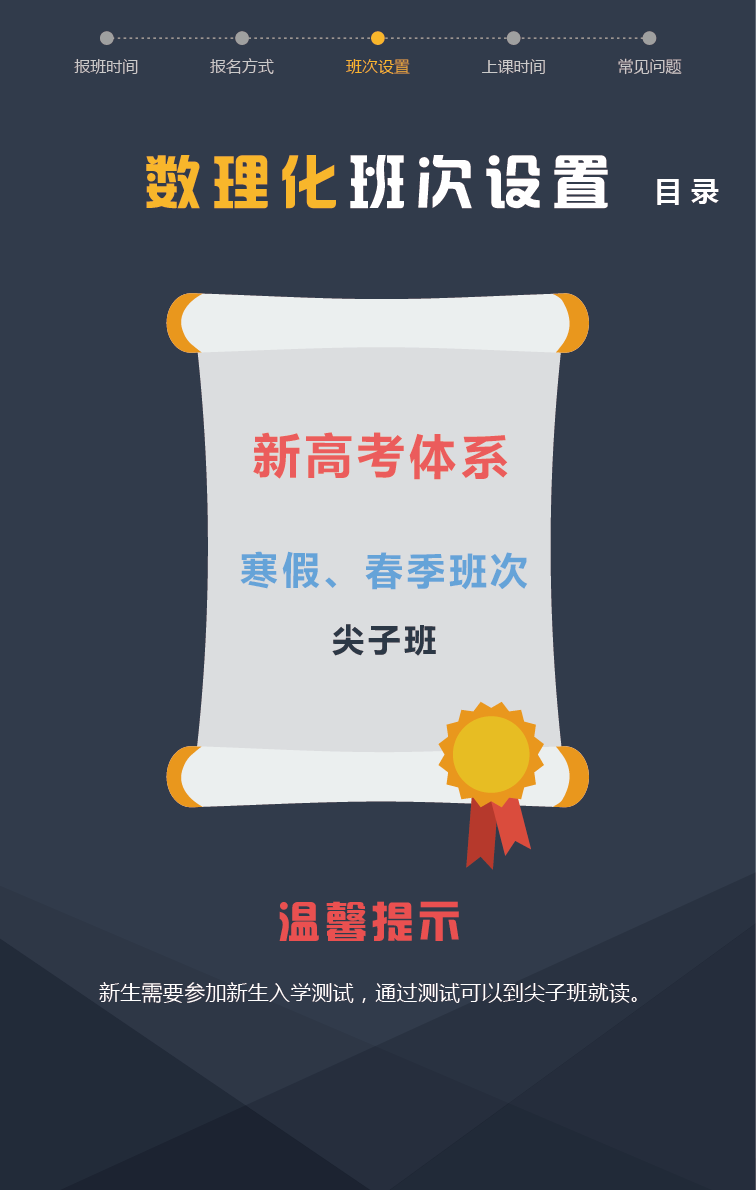 报班时间 报名方式 班次设置 上课时间 常见问题
数理化班次设置 目录
新高考体系
寒假、春季班次
尖子班
温馨提示
新生需要参加新生入学测试，通过测试可以到尖子班就读。